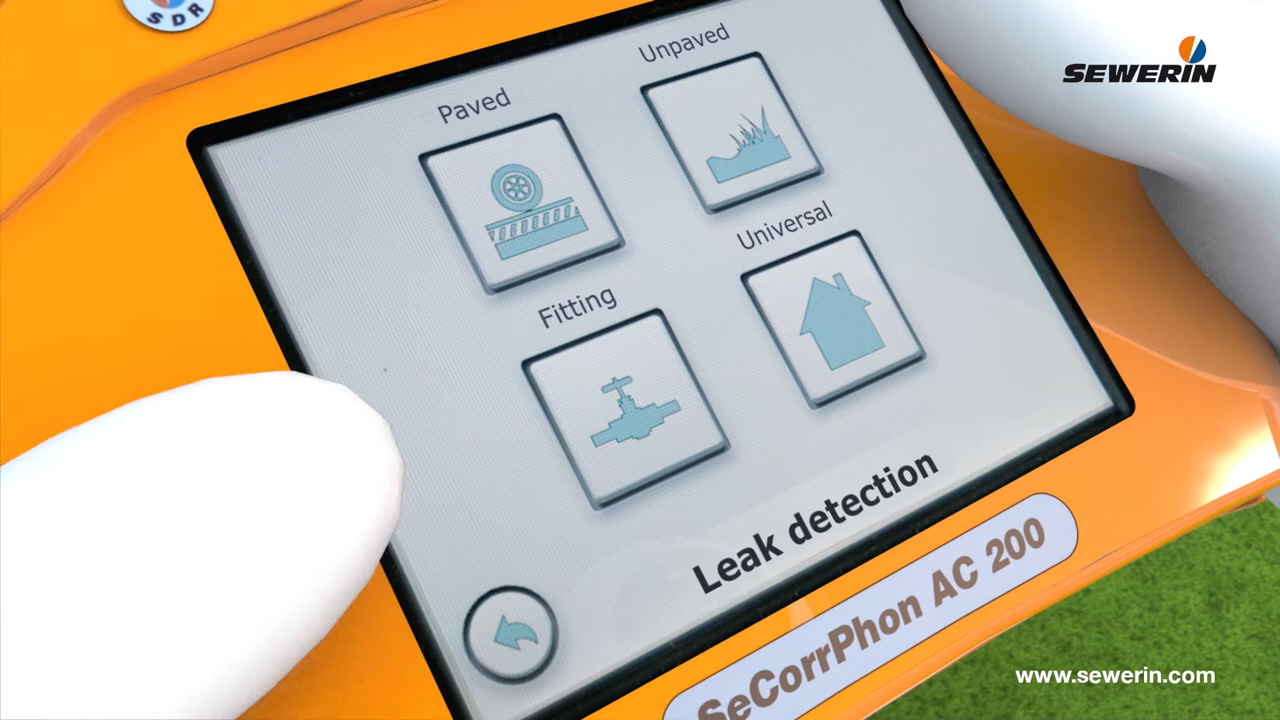 SDR
SEWERIN
Paved
Unpaved
Fitting
Universal
Leak detection
SeCorrPhon AC 200
www.sewerin.com